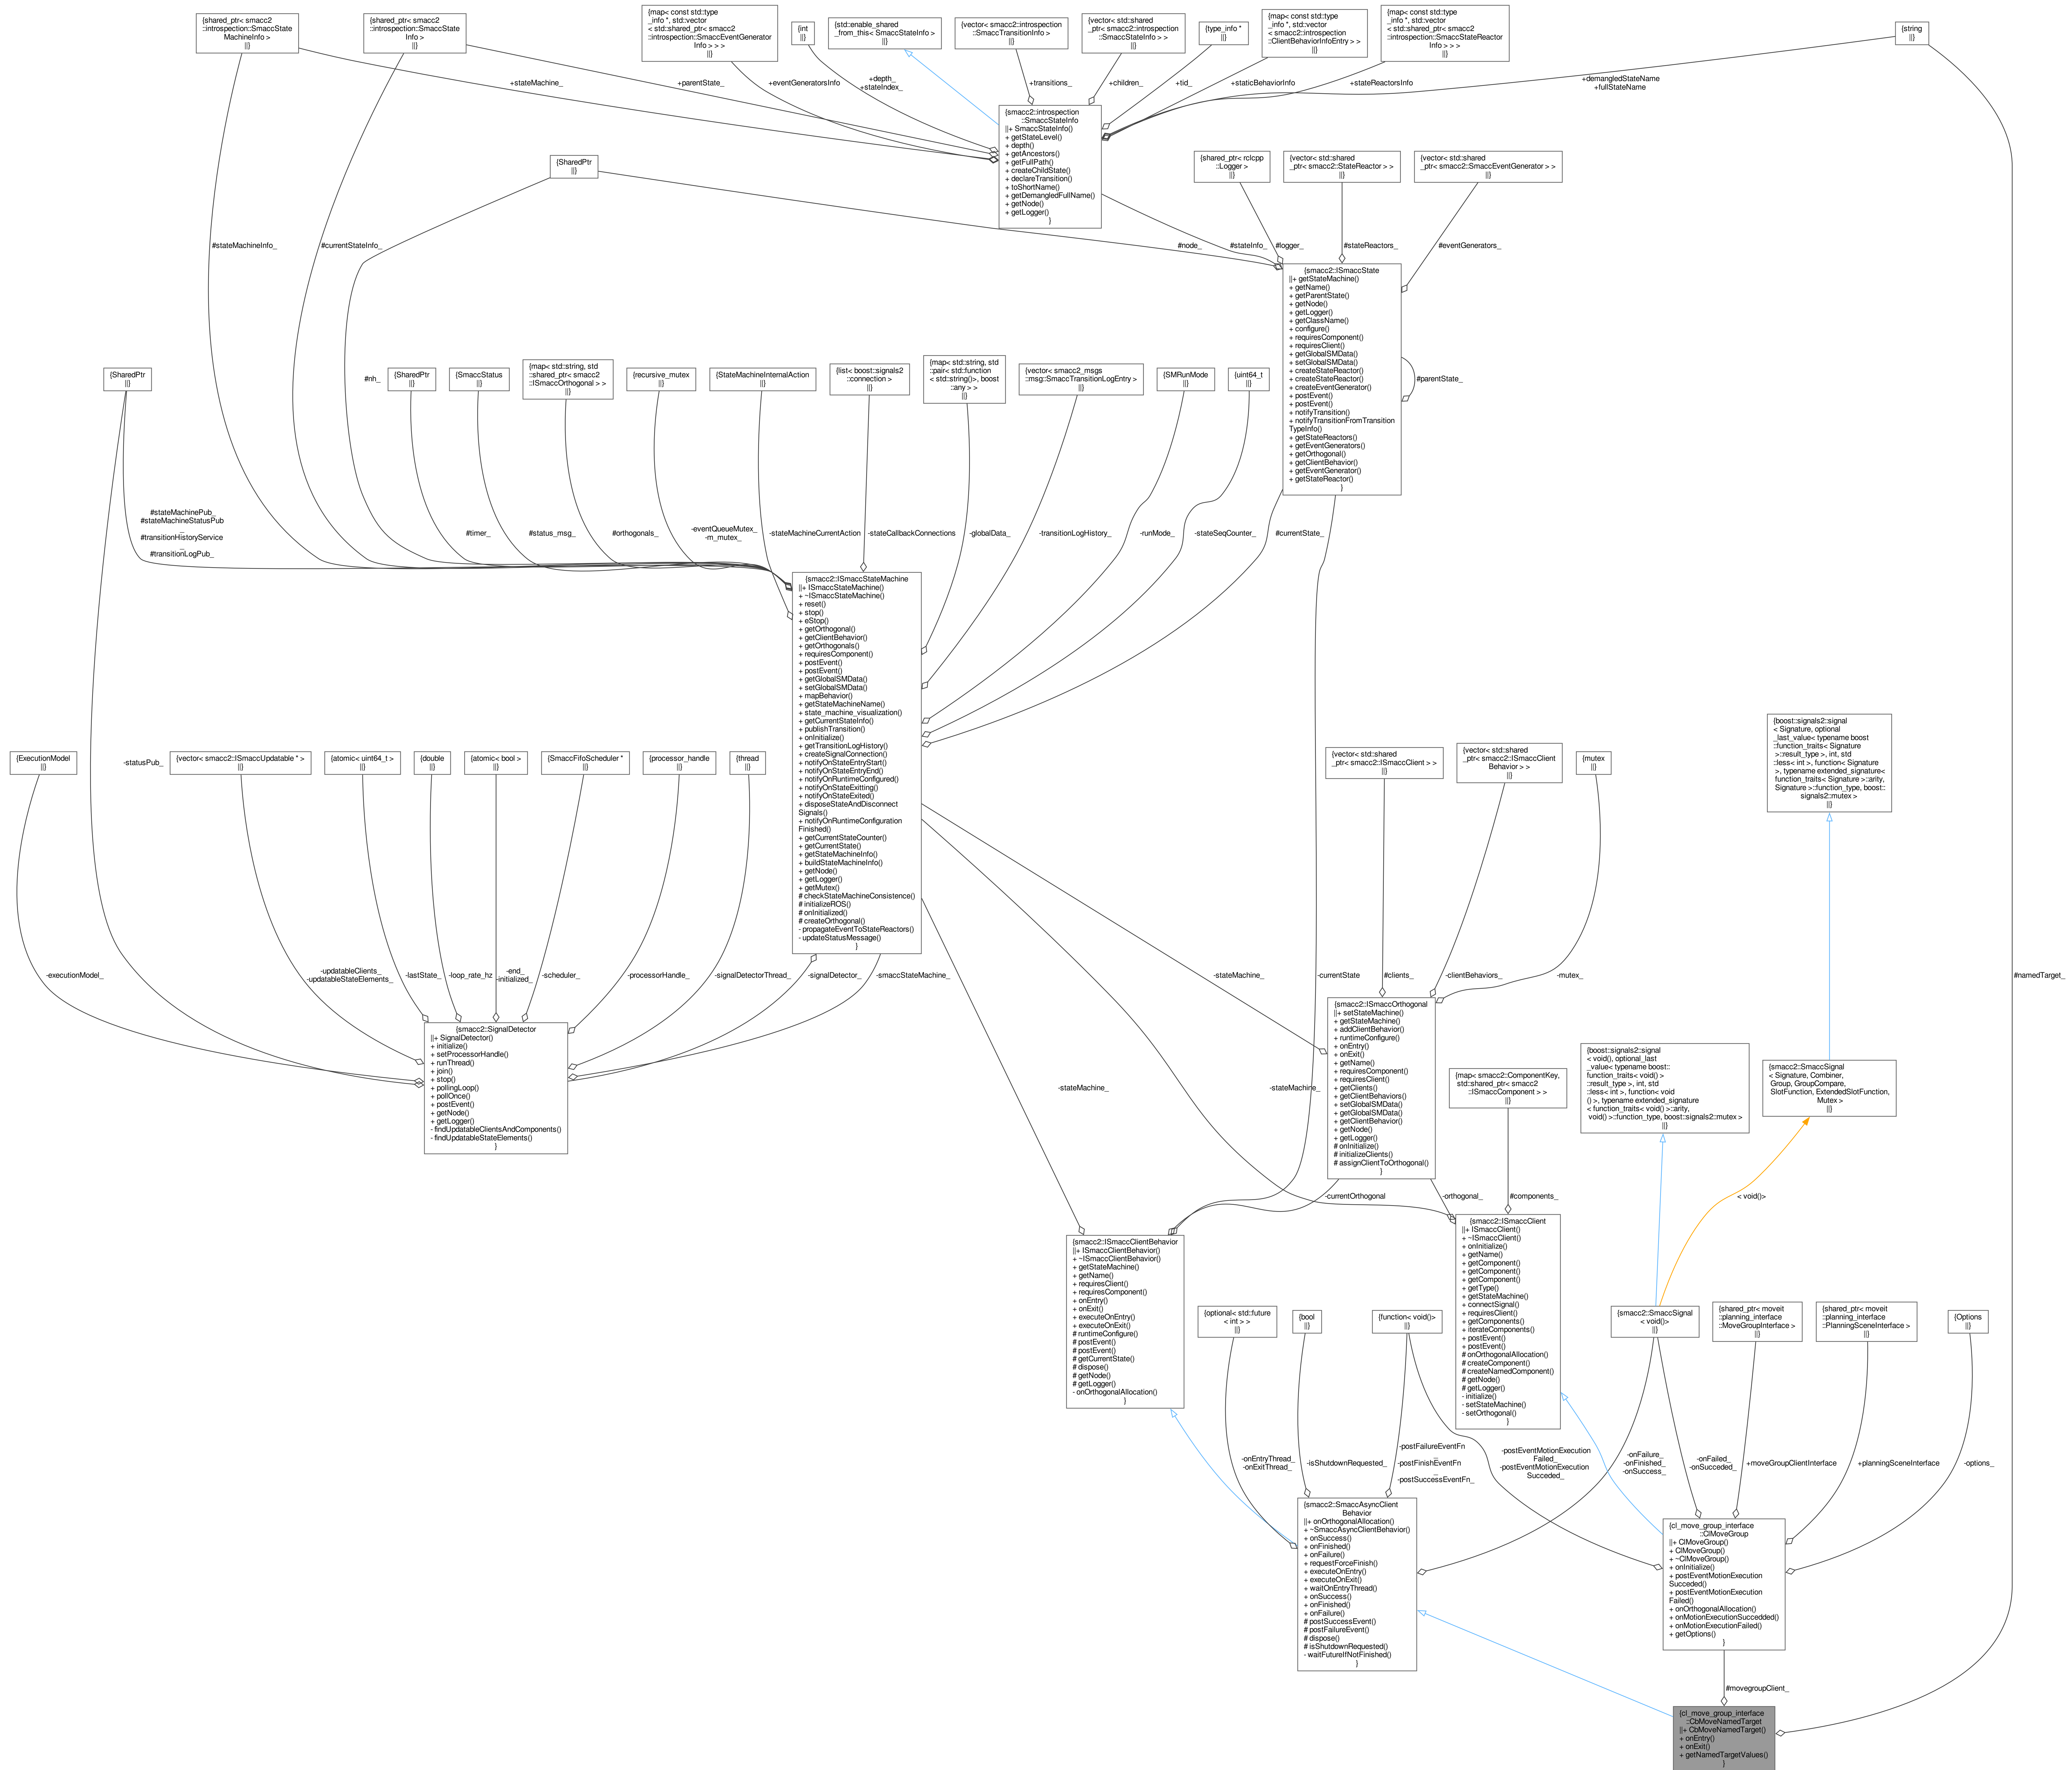 {shared_ptr< smacc2
::introspection::SmaccState
MachineInfo >
||}
{shared_ptr< smacc2
::introspection::SmaccState
Info >
||}
{map< const std::type
_info *, std::vector
< std::shared_ptr< smacc2
::introspection::SmaccEventGenerator
Info > > >
||}
{int
||}
{std::enable_shared
_from_this< SmaccStateInfo >
||}
{vector< smacc2::introspection
::SmaccTransitionInfo >
||}
{vector< std::shared
_ptr< smacc2::introspection
::SmaccStateInfo > >
||}
{type_info *
||}
{map< const std::type
_info *, std::vector
< smacc2::introspection
::ClientBehaviorInfoEntry > >
||}
{map< const std::type
_info *, std::vector
< std::shared_ptr< smacc2
::introspection::SmaccStateReactor
Info > > >
||}
{string
||}
+stateMachine_
+parentState_
+eventGeneratorsInfo
+depth_
+stateIndex_
+transitions_
+children_
+tid_
+staticBehaviorInfo
+stateReactorsInfo
+demangledStateName
+fullStateName
{smacc2::introspection
::SmaccStateInfo
||+ SmaccStateInfo()
+ getStateLevel()
+ depth()
+ getAncestors()
+ getFullPath()
+ createChildState()
+ declareTransition()
+ toShortName()
+ getDemangledFullName()
+ getNode()
+ getLogger()
}
{SharedPtr
||}
{shared_ptr< rclcpp
::Logger >
||}
{vector< std::shared
_ptr< smacc2::StateReactor > >
||}
{vector< std::shared
_ptr< smacc2::SmaccEventGenerator > >
||}
#stateMachineInfo_
#currentStateInfo_
#node_
#stateInfo_
#logger_
#stateReactors_
#eventGenerators_
{smacc2::ISmaccState
||+ getStateMachine()
+ getName()
+ getParentState()
+ getNode()
+ getLogger()
+ getClassName()
+ configure()
+ requiresComponent()
+ requiresClient()
+ getGlobalSMData()
+ setGlobalSMData()
+ createStateReactor()
+ createStateReactor()
+ createEventGenerator()
+ postEvent()
+ postEvent()
+ notifyTransition()
+ notifyTransitionFromTransition
TypeInfo()
+ getStateReactors()
+ getEventGenerators()
+ getOrthogonal()
+ getClientBehavior()
+ getEventGenerator()
+ getStateReactor()
}
#parentState_
{SharedPtr
||}
#nh_
{SharedPtr
||}
{SmaccStatus
||}
{map< std::string, std
::shared_ptr< smacc2
::ISmaccOrthogonal > >
||}
{recursive_mutex
||}
{StateMachineInternalAction
||}
{list< boost::signals2
::connection >
||}
{map< std::string, std
::pair< std::function
< std::string()>, boost
::any > >
||}
{vector< smacc2_msgs
::msg::SmaccTransitionLogEntry >
||}
{SMRunMode
||}
{uint64_t
||}
#stateMachinePub_
#stateMachineStatusPub
_
#transitionHistoryService
_
#transitionLogPub_
#timer_
#status_msg_
#orthogonals_
-eventQueueMutex_
-m_mutex_
-stateMachineCurrentAction
-stateCallbackConnections
-globalData_
-transitionLogHistory_
-runMode_
-stateSeqCounter_
#currentState_
{smacc2::ISmaccStateMachine
||+ ISmaccStateMachine()
+ ~ISmaccStateMachine()
+ reset()
+ stop()
+ eStop()
+ getOrthogonal()
+ getClientBehavior()
+ getOrthogonals()
+ requiresComponent()
+ postEvent()
+ postEvent()
+ getGlobalSMData()
+ setGlobalSMData()
+ mapBehavior()
+ getStateMachineName()
+ state_machine_visualization()
+ getCurrentStateInfo()
+ publishTransition()
+ onInitialize()
+ getTransitionLogHistory()
+ createSignalConnection()
+ notifyOnStateEntryStart()
+ notifyOnStateEntryEnd()
+ notifyOnRuntimeConfigured()
+ notifyOnStateExitting()
+ notifyOnStateExited()
+ disposeStateAndDisconnect
Signals()
+ notifyOnRuntimeConfiguration
Finished()
+ getCurrentStateCounter()
+ getCurrentState()
+ getStateMachineInfo()
+ buildStateMachineInfo()
+ getNode()
+ getLogger()
+ getMutex()
# checkStateMachineConsistence()
# initializeROS()
# onInitialized()
# createOrthogonal()
- propagateEventToStateReactors()
- updateStatusMessage()
}
{ExecutionModel
||}
-statusPub_
{vector< smacc2::ISmaccUpdatable * >
||}
{atomic< uint64_t >
||}
{double
||}
{atomic< bool >
||}
{SmaccFifoScheduler *
||}
{processor_handle
||}
{thread
||}
-executionModel_
-updatableClients_
-updatableStateElements_
-lastState_
-loop_rate_hz
-end_
-initialized_
-scheduler_
-processorHandle_
-signalDetectorThread_
-signalDetector_
-smaccStateMachine_
{smacc2::SignalDetector
||+ SignalDetector()
+ initialize()
+ setProcessorHandle()
+ runThread()
+ join()
+ stop()
+ pollingLoop()
+ pollOnce()
+ postEvent()
+ getNode()
+ getLogger()
- findUpdatableClientsAndComponents()
- findUpdatableStateElements()
}
{vector< std::shared
_ptr< smacc2::ISmaccClient > >
||}
{vector< std::shared
_ptr< smacc2::ISmaccClient
Behavior > >
||}
{mutex
||}
{boost::signals2::signal
< Signature, optional
_last_value< typename boost
::function_traits< Signature
>::result_type >, int, std
::less< int >, function< Signature
>, typename extended_signature<
function_traits< Signature >::arity,
Signature >::function_type, boost::
signals2::mutex >
||}
-stateMachine_
-currentState
#clients_
-clientBehaviors_
-mutex_
#namedTarget_
{smacc2::ISmaccOrthogonal
||+ setStateMachine()
+ getStateMachine()
+ addClientBehavior()
+ runtimeConfigure()
+ onEntry()
+ onExit()
+ getName()
+ requiresComponent()
+ requiresClient()
+ getClients()
+ getClientBehaviors()
+ setGlobalSMData()
+ getGlobalSMData()
+ getClientBehavior()
+ getNode()
+ getLogger()
# onInitialize()
# initializeClients()
# assignClientToOrthogonal()
}
-stateMachine_
-stateMachine_
{map< smacc2::ComponentKey,
std::shared_ptr< smacc2
::ISmaccComponent > >
||}
{boost::signals2::signal
< void(), optional_last
_value< typename boost::
function_traits< void() >
::result_type >, int, std
::less< int >, function< void
() >, typename extended_signature
< function_traits< void() >::arity,
void() >::function_type, boost::signals2::mutex >
||}
{smacc2::SmaccSignal
< Signature, Combiner,
Group, GroupCompare,
SlotFunction, ExtendedSlotFunction,
Mutex >
||}
-currentOrthogonal
-orthogonal_
#components_
< void()>
{smacc2::ISmaccClientBehavior
||+ ISmaccClientBehavior()
+ ~ISmaccClientBehavior()
+ getStateMachine()
+ getName()
+ requiresClient()
+ requiresComponent()
+ onEntry()
+ onExit()
+ executeOnEntry()
+ executeOnExit()
# runtimeConfigure()
# postEvent()
# postEvent()
# getCurrentState()
# dispose()
# getNode()
# getLogger()
- onOrthogonalAllocation()
}
{smacc2::ISmaccClient
||+ ISmaccClient()
+ ~ISmaccClient()
+ onInitialize()
+ getName()
+ getComponent()
+ getComponent()
+ getComponent()
+ getType()
+ getStateMachine()
+ connectSignal()
+ requiresClient()
+ getComponents()
+ iterateComponents()
+ postEvent()
+ postEvent()
# onOrthogonalAllocation()
# createComponent()
# createNamedComponent()
# getNode()
# getLogger()
- initialize()
- setStateMachine()
- setOrthogonal()
}
{optional< std::future
< int > >
||}
{bool
||}
{function< void()>
||}
{smacc2::SmaccSignal
< void()>
||}
{shared_ptr< moveit
::planning_interface
::MoveGroupInterface >
||}
{shared_ptr< moveit
::planning_interface
::PlanningSceneInterface >
||}
{Options
||}
-onEntryThread_
-onExitThread_
-isShutdownRequested_
-postFailureEventFn
_
-postFinishEventFn
_
-postSuccessEventFn_
-postEventMotionExecution
Failed_
-postEventMotionExecution
Succeded_
-onFailure_
-onFinished_
-onSuccess_
-onFailed_
-onSucceded_
+moveGroupClientInterface
+planningSceneInterface
-options_
{smacc2::SmaccAsyncClient
Behavior
||+ onOrthogonalAllocation()
+ ~SmaccAsyncClientBehavior()
+ onSuccess()
+ onFinished()
+ onFailure()
+ requestForceFinish()
+ executeOnEntry()
+ executeOnExit()
+ waitOnEntryThread()
+ onSuccess()
+ onFinished()
+ onFailure()
# postSuccessEvent()
# postFailureEvent()
# dispose()
# isShutdownRequested()
- waitFutureIfNotFinished()
}
{cl_move_group_interface
::ClMoveGroup
||+ ClMoveGroup()
+ ClMoveGroup()
+ ~ClMoveGroup()
+ onInitialize()
+ postEventMotionExecution
Succeded()
+ postEventMotionExecution
Failed()
+ onOrthogonalAllocation()
+ onMotionExecutionSuccedded()
+ onMotionExecutionFailed()
+ getOptions()
}
#movegroupClient_
{cl_move_group_interface
::CbMoveNamedTarget
||+ CbMoveNamedTarget()
+ onEntry()
+ onExit()
+ getNamedTargetValues()
}